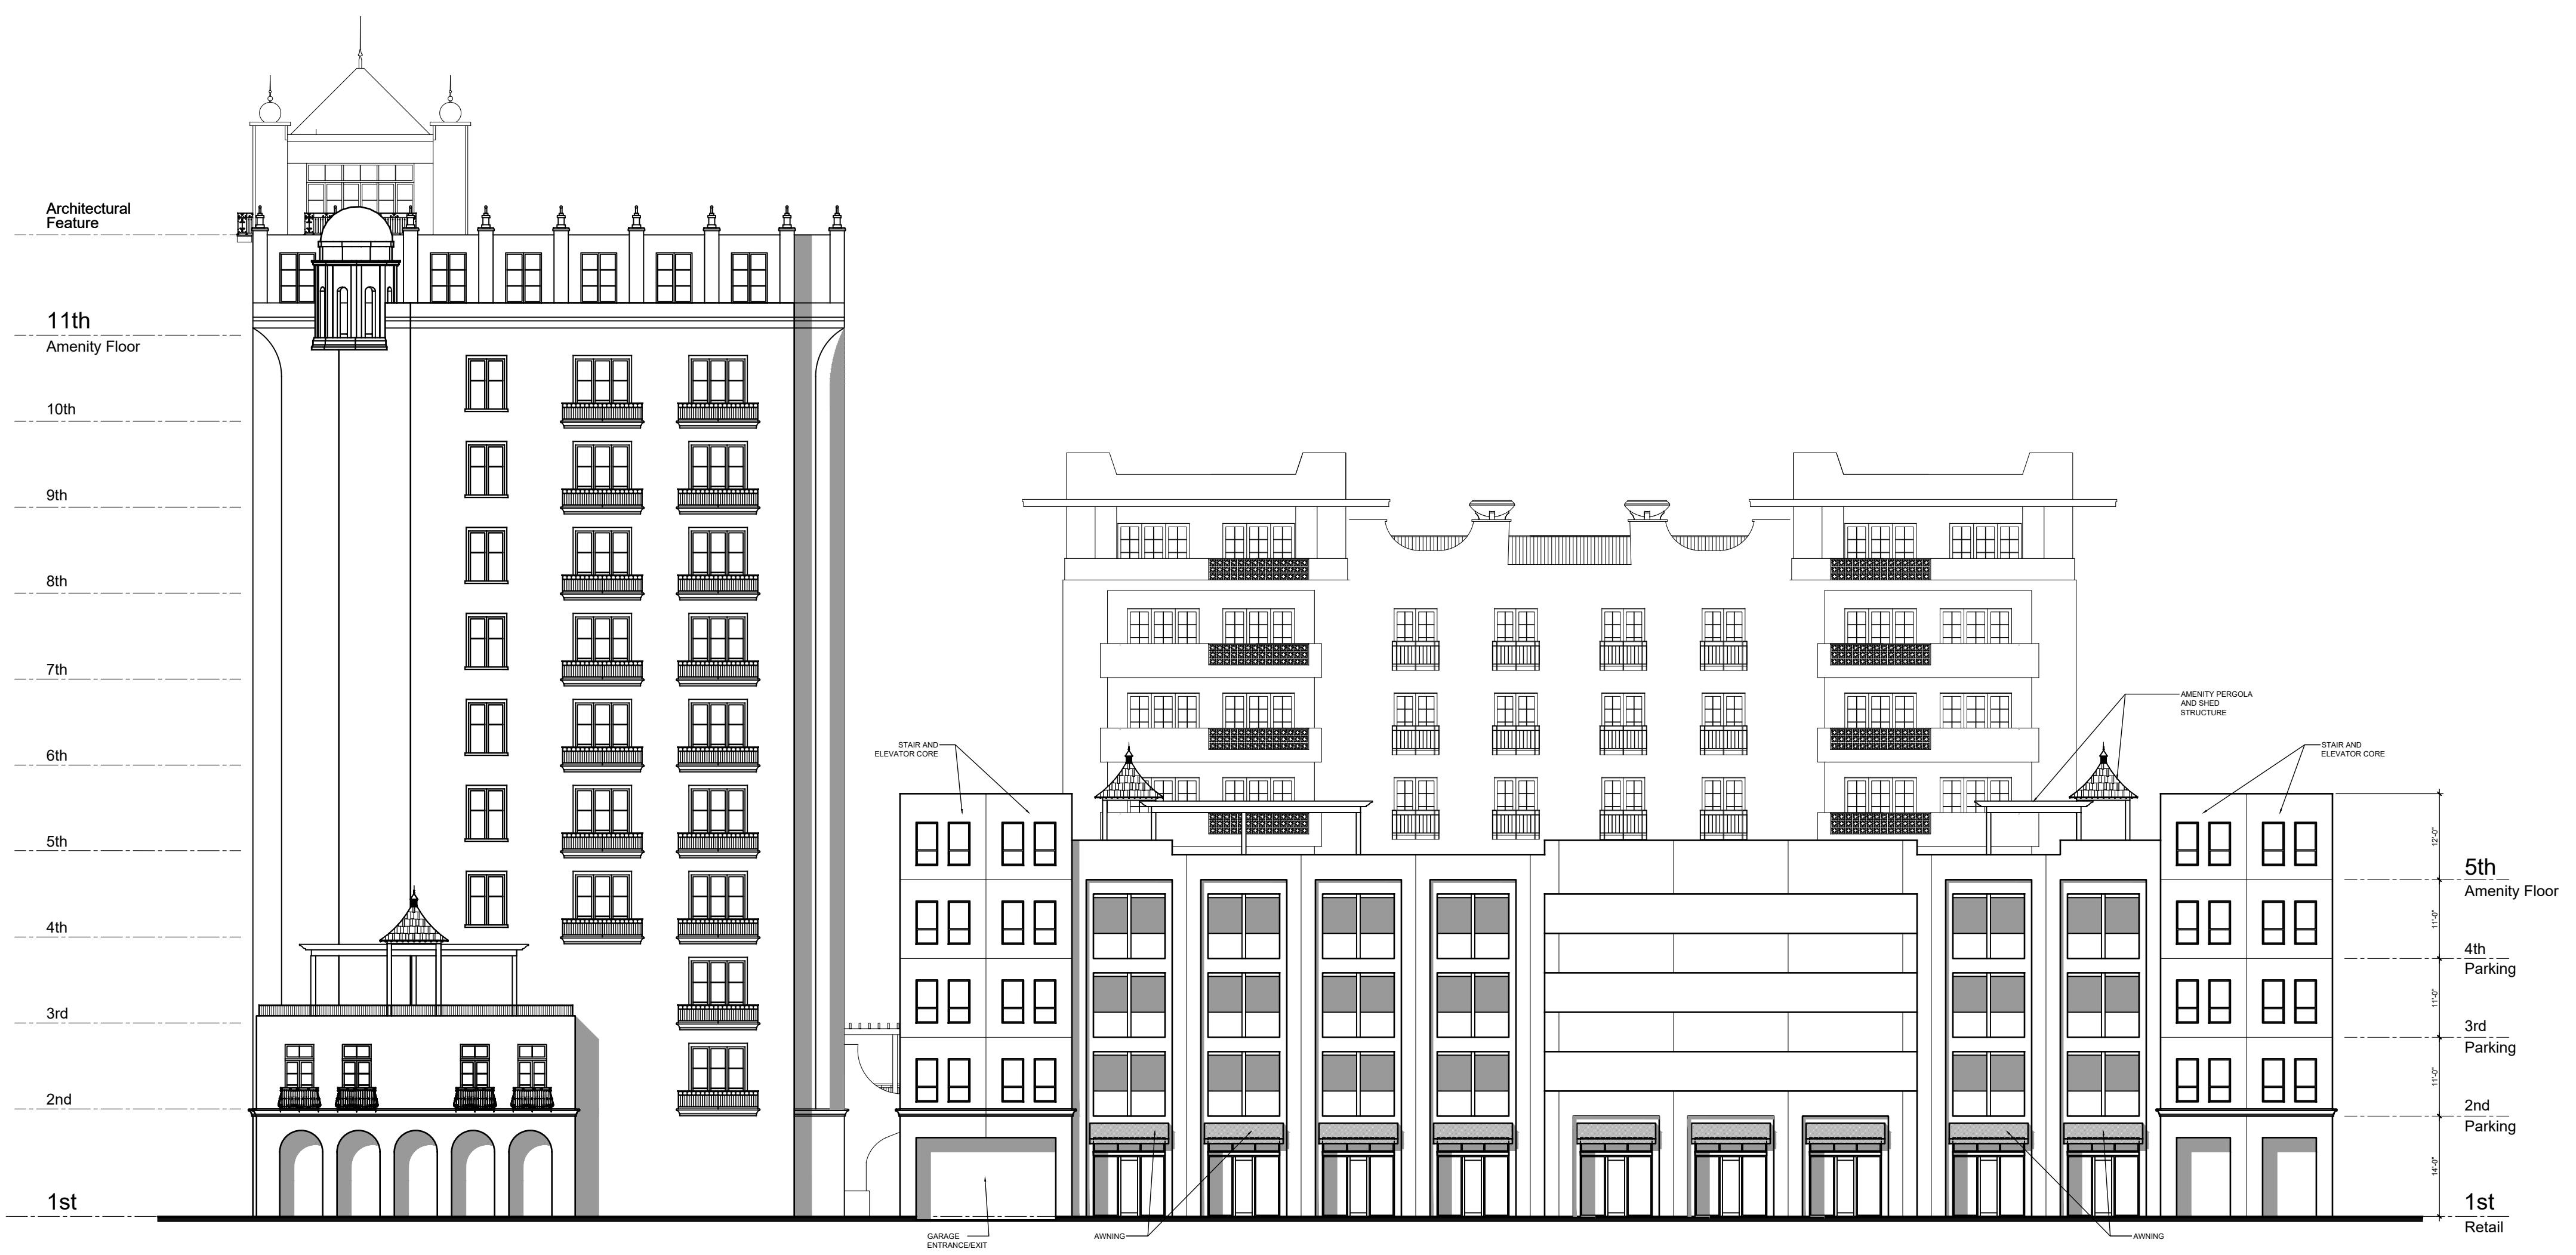 Architectural
Feature
11th
Amenity Floor
10th
9th
8th
7th
6th
5th
4th
3rd
2nd
1st
STAIR AND
ELEVATOR CORE
GARAGE
ENTRANCE/EXIT
AWNING
AMENITY PERGOLA
AND SHED
STRUCTURE
STAIR AND
ELEVATOR CORE
AWNING
12'-0"
11'-0"
11'-0"
11'-0"
14'-0"
5th
Amenity Floor
4th
Parking
3rd
Parking
2nd
Parking
1st
Retail